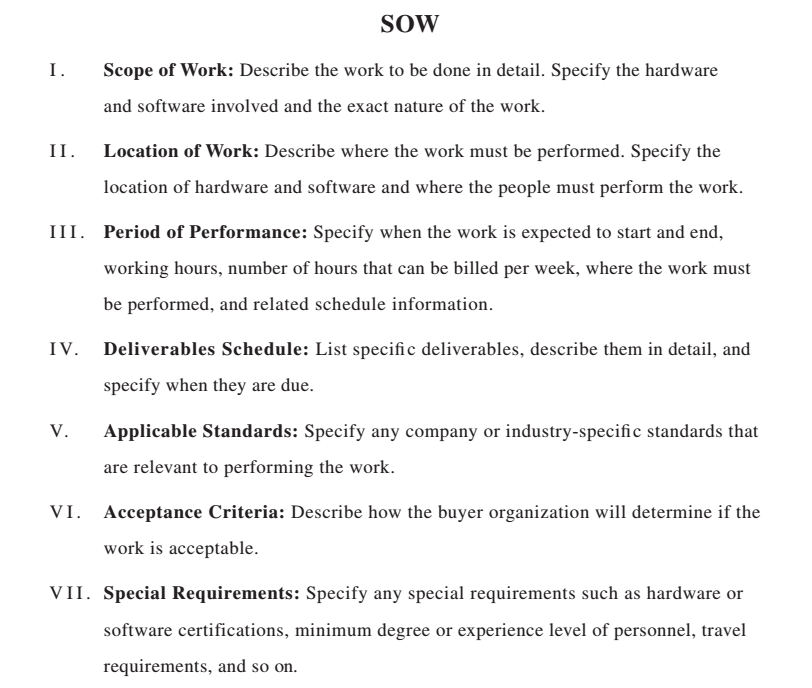 SOW
I. Scope of Work: Describe the work to be done in detail. Specify the hardware
and software involved and the exact nature of the work.
II. Location of Work: Describe where the work must be performed. Specify the
location of hardware and software and where the people must perform the work.
III. Period of Performance: Specify when the work is expected to start and end,
working hours, number of hours that can be billed per week, where the work must
be performed, and related schedule information.
IV. Deliverables Schedule: List specific deliverables, describe them in detail, and
specify when they are due.
V. Applicable Standards: Specify any company or industry-specific standards that
are relevant to performing the work.
VI. Acceptance Criteria: Describe how the buyer organization will determine if the
work is acceptable.
VII. Special Requirements: Specify any special requirements such as hardware or
software certifications, minimum degree or experience level of personnel, travel
requirements, and so on.